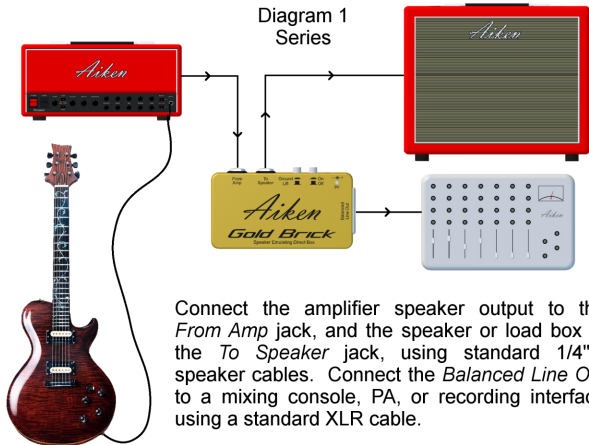 Diagram 1
Series
Aiken
Aiken
From
Amp
To
Speaker
Ground
Lift
On
Off
Balanced
Line Out
Aiken
Gold Brick
Speaker Emulating Direct Box
Aiken
Connect the amplifier speaker output to th
From Amp jack, and the speaker or load box
the To Speaker jack, using standard 1/4"
speaker cables. Connect the Balanced Line O
to a mixing console, PA, or recording interfac
using a standard XLR cable.